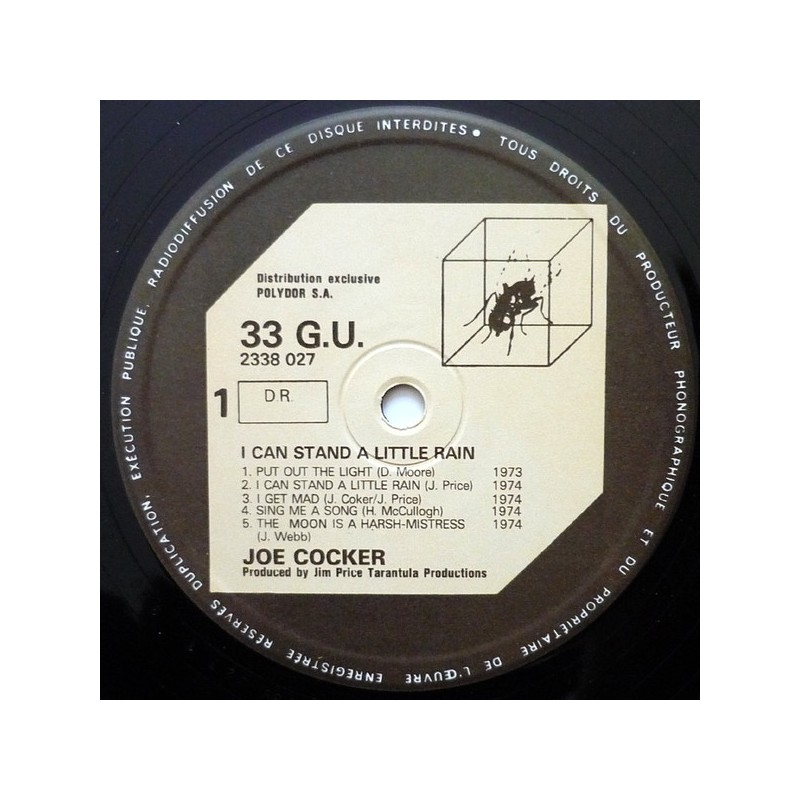 TOUS DROITS DU PRODUCTEUR PHONOGRAPHIQUE ET DU PROPRIÉTAIRE DE L'ŒUVRE ENREGISTRÉE RÉSERVÉS DUPLICATION, EXÉCUTION PUBLIQUE, RADIODIFFUSION DE CE DISQUE INTERDITES ●
Distribution exclusive
POLYDOR S.A.
33 G.U.
2338 027
1 D.R.
I CAN STAND A LITTLE RAIN
1. PUT OUT THE LIGHT (D. Moore) 1973
2. I CAN STAND A LITTLE RAIN (J. Price) 1974
3. I GET MAD (J. Coker/J. Price) 1974
4. SING ME A SONG (H. McCullogh) 1974
5. THE MOON IS A HARSH-MISTRESS 1974
(J. Webb)
JOE COCKER
Produced by Jim Price Tarantula Productions